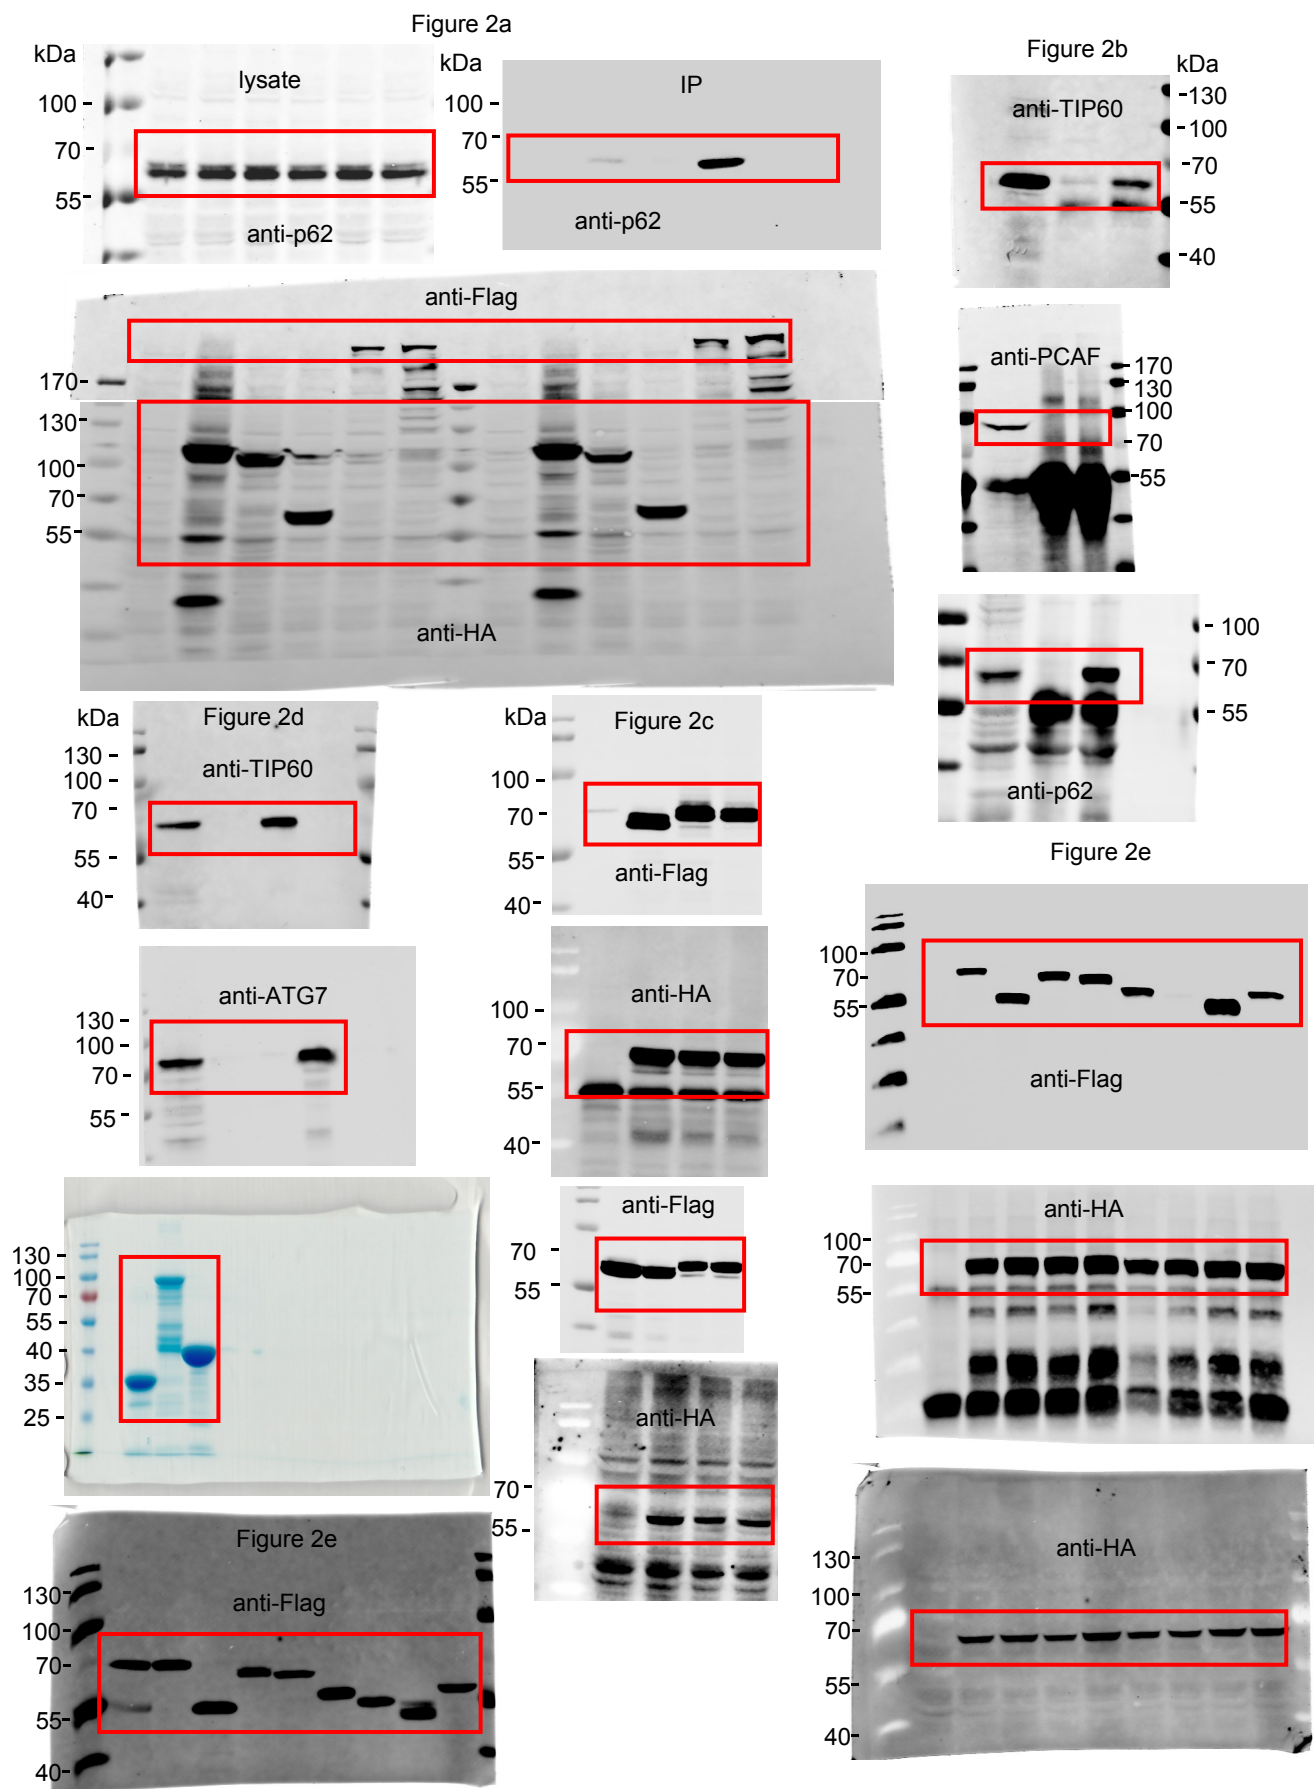 Figure 2a
kDa
lysate
100 -
70 -
55 -
anti-p62
kDa
IP
100 -
70 -
55 -
anti-p62
anti-Flag
170 -
130 -
100 -
70 -
55 -
anti-HA
Figure 2b
kDa
anti-TIP60
-130
-100
-70
-55
-40
anti-PCAF
-170
-130
-100
70
-55
- 100
- 70
- 55
anti-p62
Figure 2d
kDa
anti-TIP60
130 -
100 -
70 -
55 -
40 -
anti-ATG7
130 -
100 -
70 -
55 -
130 -
100 -
70 -
55 -
40 -
35 -
25 -
Figure 2c
kDa
100 -
70 -
55 -
40 -
anti-Flag
anti-HA
100 -
70 -
55 -
40 -
anti-Flag
70 -
55 -
anti-HA
70 -
55 -
Figure 2e
100 -
70 -
55 -
anti-Flag
anti-HA
100 -
70 -
55 -
anti-HA
130 -
100 -
70 -
55 -
40 -
Figure 2e
anti-Flag
130 -
100 -
70 -
55 -
40 -